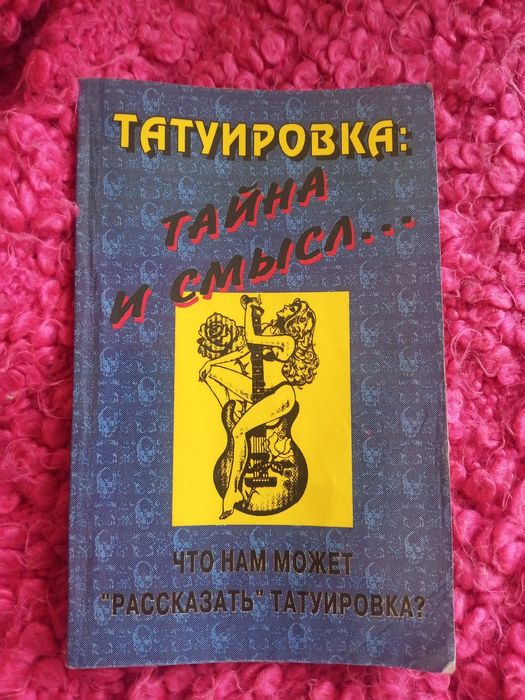 ТАТУИРОВКА:
ТАЙНА
И СМЫСЛ...
ЧТО НАМ МОЖЕТ
"РАССКАЗАТЬ" ТАТУИРОВКА?